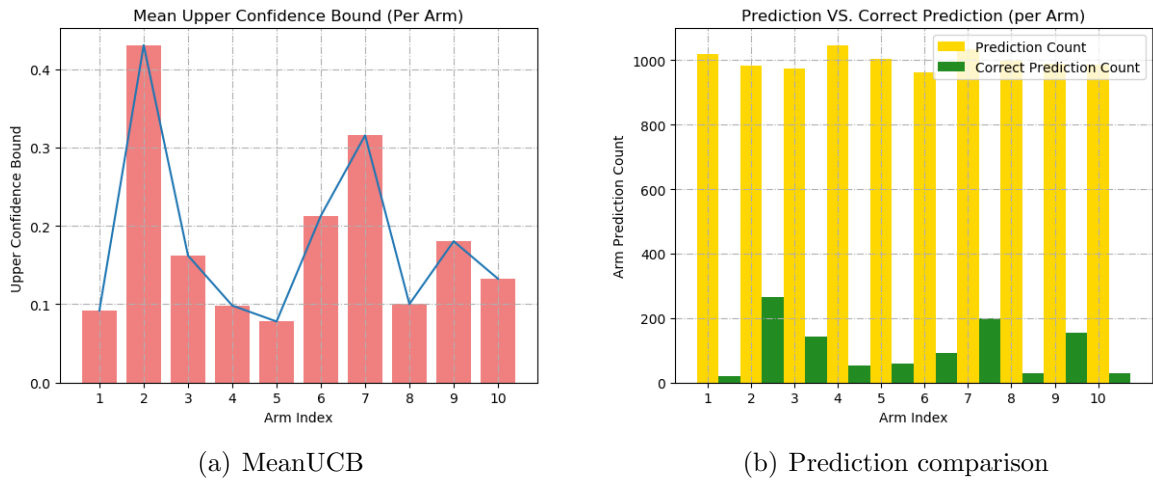 Mean Upper Confidence Bound (Per Arm)
Upper Confidence Bound
0.4
0.3
0.2
0.1
0.0
1 2 3 4 5 6 7 8 9 10
Arm Index
(a) MeanUCB
Prediction VS. Correct Prediction (per Arm)
Prediction Count
Correct Prediction Count
Arm Prediction Count
1000
800
600
400
200
0
1 2 3 4 5 6 7 8 9 10
Arm Index
(b) Prediction comparison